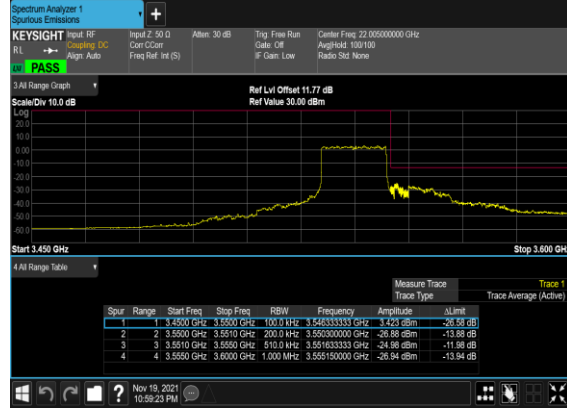 Spectrum Analyzer 1
Spurious Emissions
KEYSIGHT Input: RF Input Z: 50 Ω Atten: 30 dB Trig: Free Run Center Freq: 22.005000000 GHz
RL Coupling: DC Corr CCorr Gate: Off Avg|Hold: 100/100
Align: Auto Freq Ref: Int (S) IF Gain: Low Radio Std: None
PASS
3 All Range Graph
Ref Lvl Offset 11.77 dB
Scale/Div 10.0 dB Ref Value 30.00 dBm
Log
20.0
10.0
0.00
-10.0
-20.0
-30.0
-40.0
-50.0
-60.0
Start 3.450 GHz Stop 3.600 GHz
4 All Range Table
Measure Trace Trace 1
Trace Type Trace Average (Active)
Spur Range Start Freq Stop Freq RBW Frequency Amplitude ΔLimit
1 1 3.4500 GHz 3.5500 GHz 100.0 kHz 3.546333333 GHz 3.423 dBm -26.58 dB
2 2 3.5500 GHz 3.5510 GHz 200.0 kHz 3.550300000 GHz -26.88 dBm -13.88 dB
3 3 3.5510 GHz 3.5550 GHz 510.0 kHz 3.551633333 GHz -24.98 dBm -11.98 dB
4 4 3.5550 GHz 3.6000 GHz 1.000 MHz 3.555150000 GHz -26.94 dBm -13.94 dB
Nov 19, 2021
10:59:23 PM